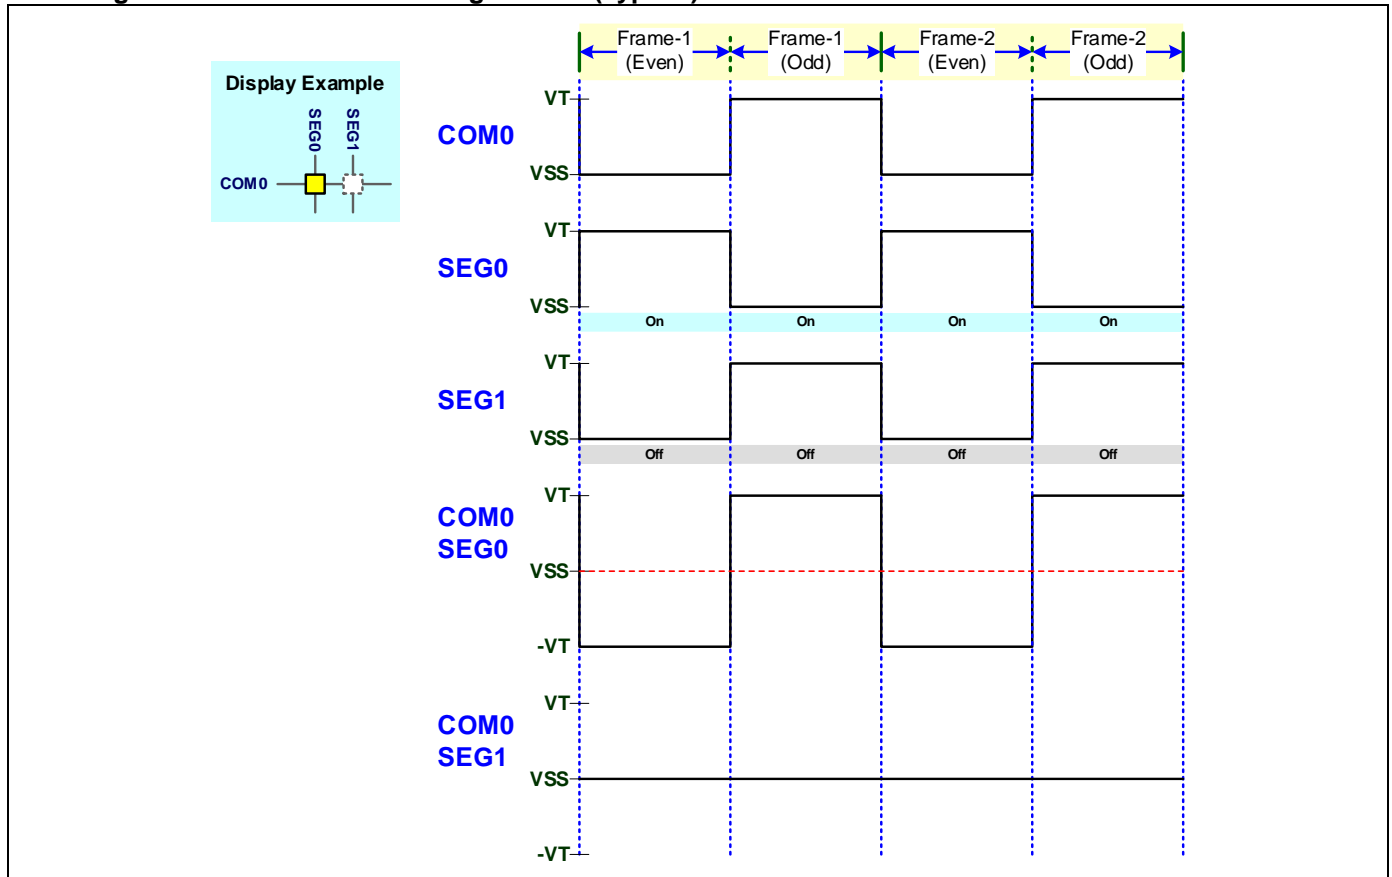 Frame-1 Frame-1 Frame-2 Frame-2
(Even) (Odd) (Even) (Odd)
Display Example
SEG0 SEG1
COM0
VT
COM0
VSS
VT
SEG0
VSS
On On On On
VT
SEG1
VSS
Off Off Off Off
VT
COM0
SEG0
VSS
-VT
VT
COM0
SEG1
VSS
-VT